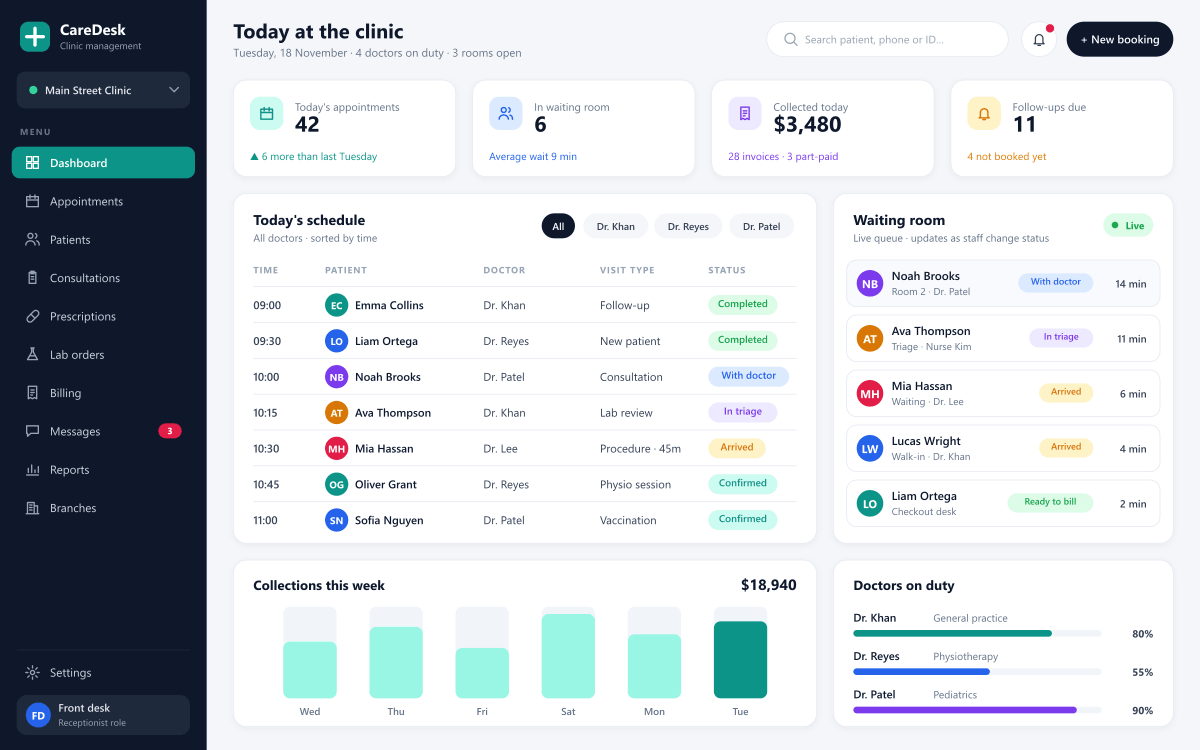 CareDesk
Clinic management
Main Street Clinic
MENU
Dashboard
Appointments
Patients
Consultations
Prescriptions
Lab orders
Billing
Messages 3
Reports
Branches
Settings
FD Front desk
Receptionist role
Today at the clinic
Tuesday, 18 November · 4 doctors on duty · 3 rooms open
Search patient, phone or ID...
+ New booking
Today's appointments
42
▲ 6 more than last Tuesday
In waiting room
6
Average wait 9 min
Collected today
$3,480
28 invoices · 3 part-paid
Follow-ups due
11
4 not booked yet
Today's schedule
All doctors · sorted by time
All Dr. Khan Dr. Reyes Dr. Patel
TIME PATIENT DOCTOR VISIT TYPE STATUS
09:00 EC Emma Collins Dr. Khan Follow-up Completed
09:30 LO Liam Ortega Dr. Reyes New patient Completed
10:00 NB Noah Brooks Dr. Patel Consultation With doctor
10:15 AT Ava Thompson Dr. Khan Lab review In triage
10:30 MH Mia Hassan Dr. Lee Procedure · 45m Arrived
10:45 OG Oliver Grant Dr. Reyes Physio session Confirmed
11:00 SN Sofia Nguyen Dr. Patel Vaccination Confirmed
Waiting room
Live queue · updates as staff change status
Live
NB Noah Brooks With doctor 14 min
Room 2 · Dr. Patel
AT Ava Thompson In triage 11 min
Triage · Nurse Kim
MH Mia Hassan Arrived 6 min
Waiting · Dr. Lee
LW Lucas Wright Arrived 4 min
Walk-in · Dr. Khan
LO Liam Ortega Ready to bill 2 min
Checkout desk
Collections this week $18,940
Wed Thu Fri Sat Mon Tue
Doctors on duty
Dr. Khan General practice 80%
Dr. Reyes Physiotherapy 55%
Dr. Patel Pediatrics 90%